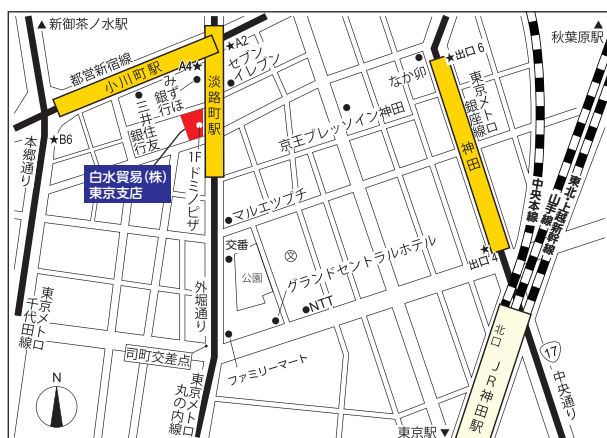 ▲新御茶ノ水駅
秋葉原駅▲
都営新宿線
小川町駅
A4★
★A2
セブン
イレブン
みずほ
銀行
三井住友
銀行
淡路町駅
★B6
本郷通り
白水貿易(株)
東京支店
1F
ドミノピザ
★出口6
なか卯
東京メトロ
銀座線
京王プレッソイン神田
神田
中央本線
山手線
東北・上越新幹線
マルエツプチ
交番
公園
文
グランドセントラルホテル
出口4
★
NTT
外堀通り
東京メトロ
千代田線
司町交差点
ファミリーマート
東京メトロ
丸の内線
N
北口
JR神田駅
17
中央通り
東京駅▼